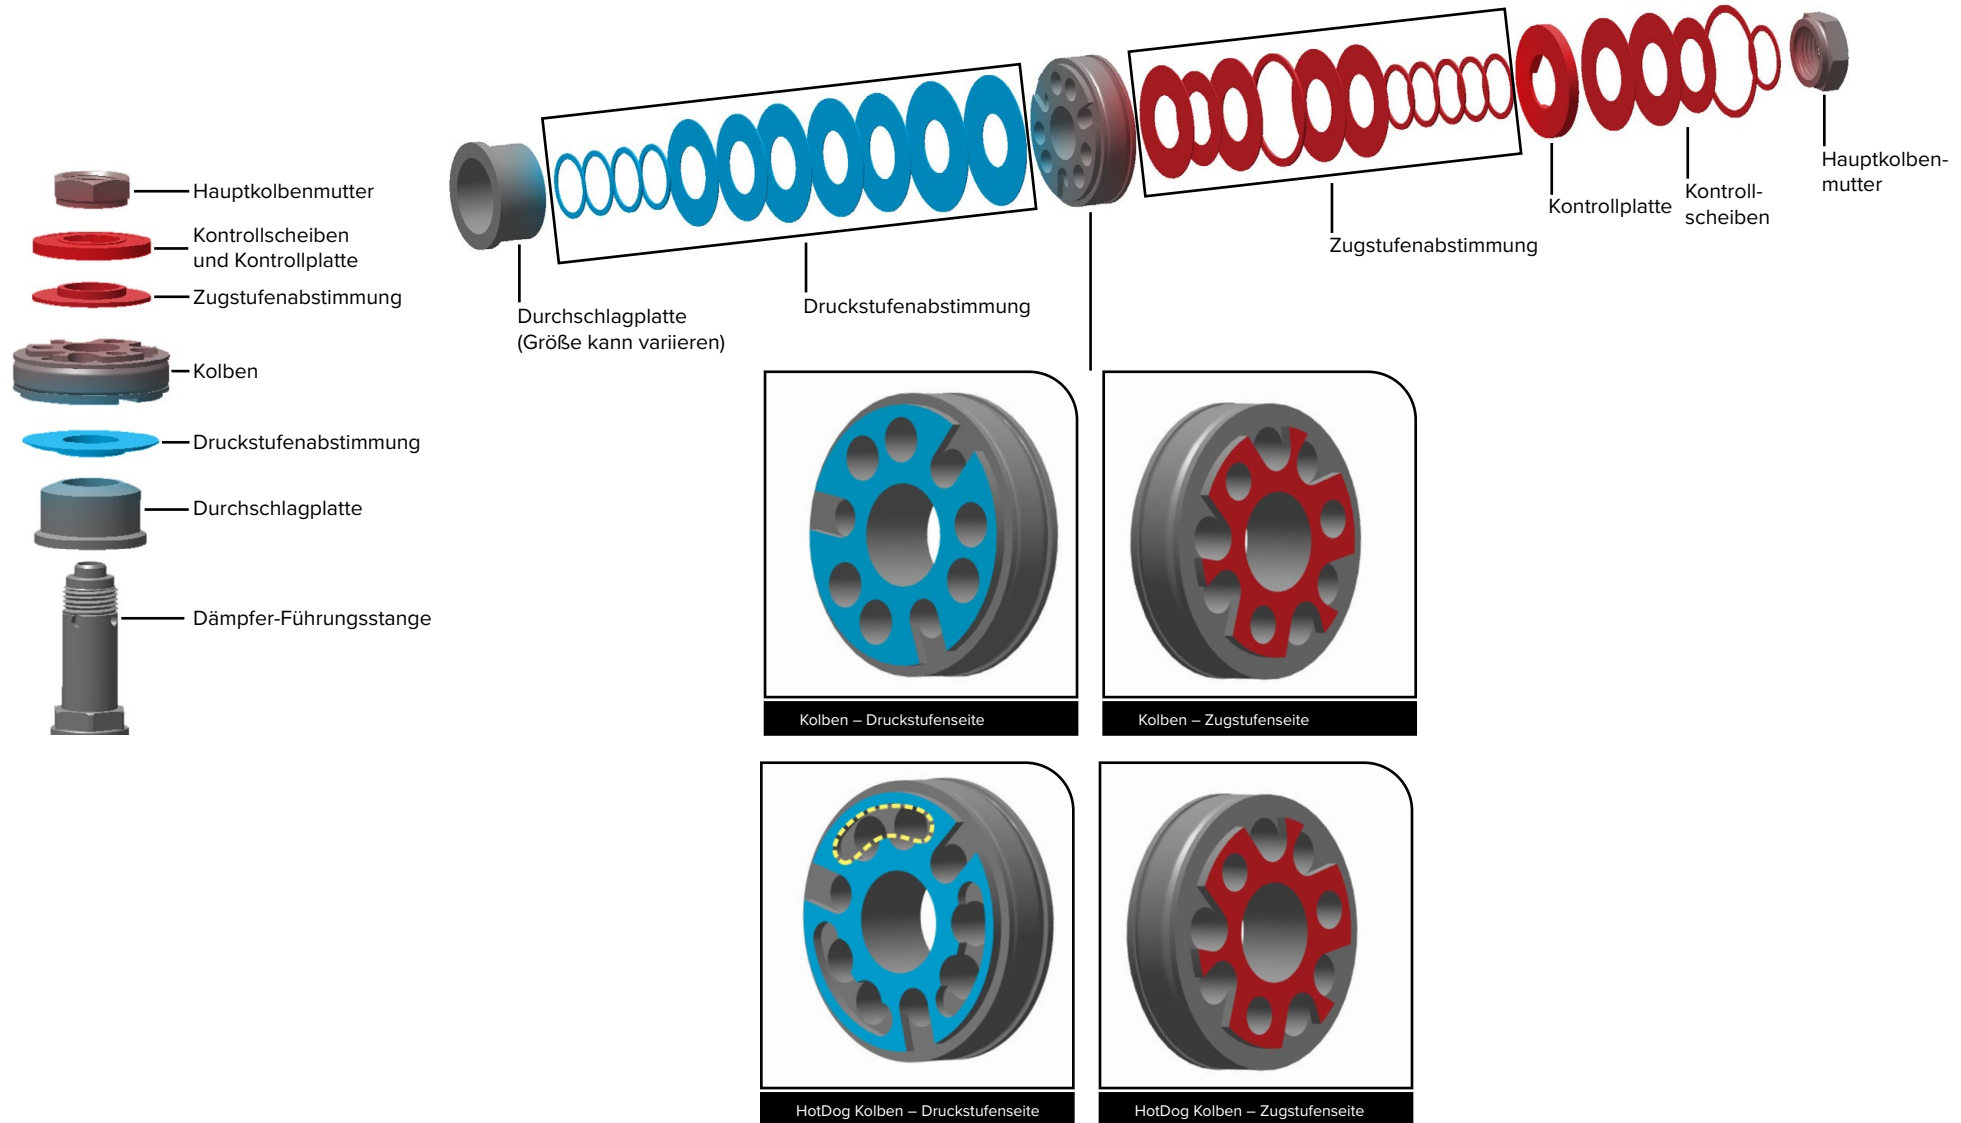 Hauptkolbenmutter
Kontrollscheiben
und Kontrollplatte
Zugstufenabstimmung
Kolben
Druckstufenabstimmung
Durchschlagplatte
Dämpfer-Führungsstange
Durchschlagplatte
(Größe kann variieren)
Druckstufenabstimmung
Zugstufenabstimmung
Kontrollplatte
Kontroll-
scheiben
Hauptkolben-
mutter
Kolben – Druckstufenseite
Kolben – Zugstufenseite
HotDog Kolben – Druckstufenseite
HotDog Kolben – Zugstufenseite